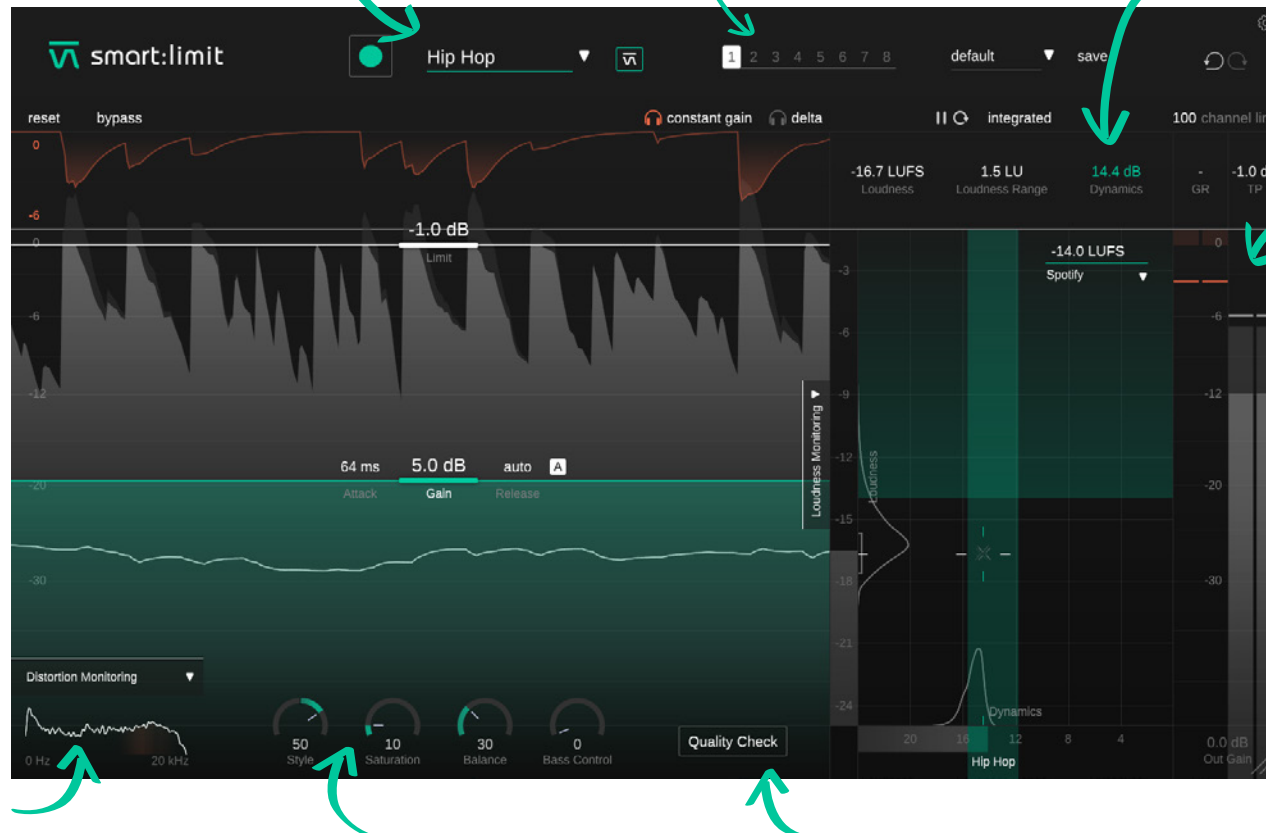 smart:limit
Hip Hop
1 2 3 4 5 6 7 8
default
save
reset bypass
constant gain delta
integrated
100 channel lin
0
-6
-16.7 LUFS
Loudness
1.5 LU
Loudness Range
14.4 dB
Dynamics
-
GR
-1.0 d
TP
0
-6
-12
-20
-30
-1.0 dB
Limit
64 ms
Attack
5.0 dB
Gain
auto A
Release
Loudness Monitoring
-14.0 LUFS
Spotify
-3
-6
-9
-12
-15
-18
-21
-24
Loudness
Dynamics
20 16 12 8 4
Hip Hop
0
-6
-12
-20
-30
0.0 dB
Out Gain
Distortion Monitoring
0 Hz 20 kHz
50
Style
10
Saturation
30
Balance
0
Bass Control
Quality Check